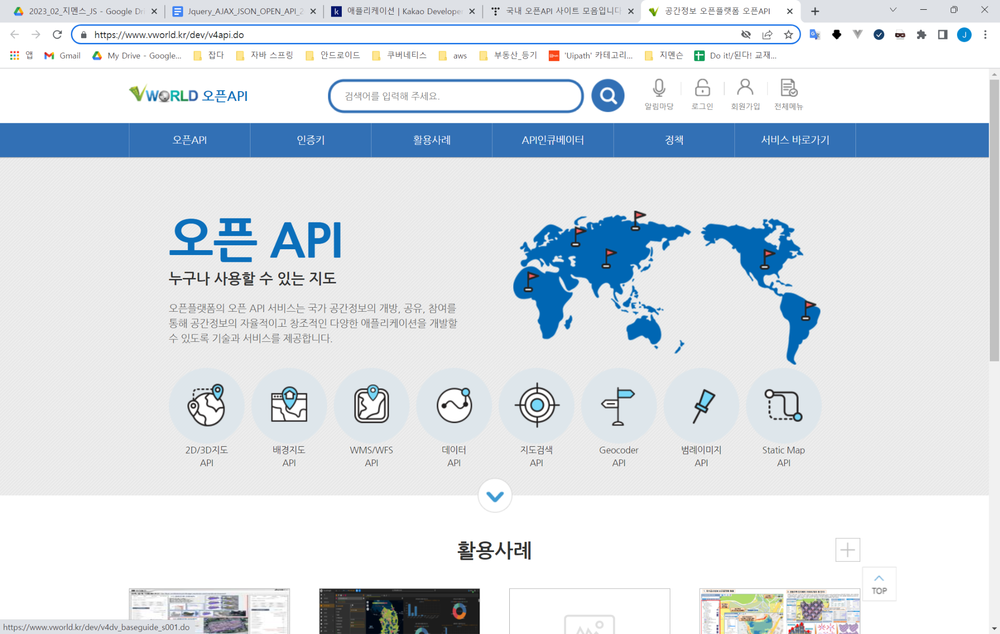 2023_02_지멘스_JS - Google Dri
Jquery_AJAX_JSON_OPEN_API_2
애플리케이션 | Kakao Developer
국내 오픈API 사이트 모음입니다
공간정보 오픈플랫폼 오픈API
https://www.vworld.kr/dev/v4api.do
J
앱
Gmail
My Drive - Google...
잡다
자바 스프링
안드로이드
쿠버네티스
aws
부동산_등기
'Uipath' 카테고리...
지멘슨
Do it!/된다! 교재...
VWORLD 오픈API
검색어를 입력해 주세요.
알림마당
로그인
회원가입
전체메뉴
오픈API
인증키
활용사례
API인큐베이터
정책
서비스 바로가기
오픈 API
누구나 사용할 수 있는 지도
오픈플랫폼의 오픈 API 서비스는 국가 공간정보의 개방, 공유, 참여를
통해 공간정보의 자율적이고 창조적인 다양한 애플리케이션을 개발할
수 있도록 기술과 서비스를 제공합니다.
2D/3D지도
API
배경지도
API
WMS/WFS
API
데이터
API
지도검색
API
Geocoder
API
범례이미지
API
Static Map
API
활용사례
TOP
https://www.vworld.kr/dev/v4dv_baseguide_s001.do